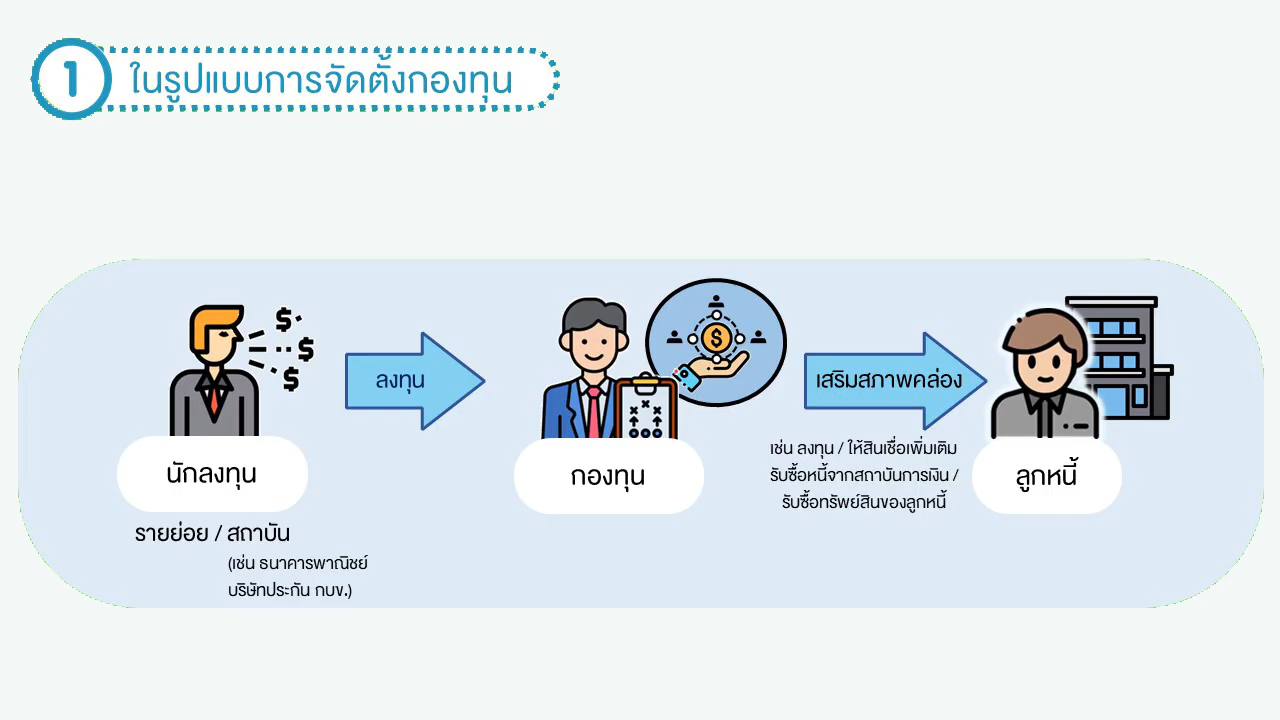 1 ในรูปแบบการจัดตั้งกองทุน
ลงทุน
เสริมสภาพคล่อง
นักลงทุน
กองทุน
ลูกหนี้
รายย่อย / สถาบัน
(เช่น ธนาคารพาณิชย์
บริษัทประกัน กบข.)
เช่น ลงทุน / ให้สินเชื่อเพิ่มเติม
รับซื้อหนี้จากสถาบันการเงิน /
รับซื้อทรัพย์สินของลูกหนี้